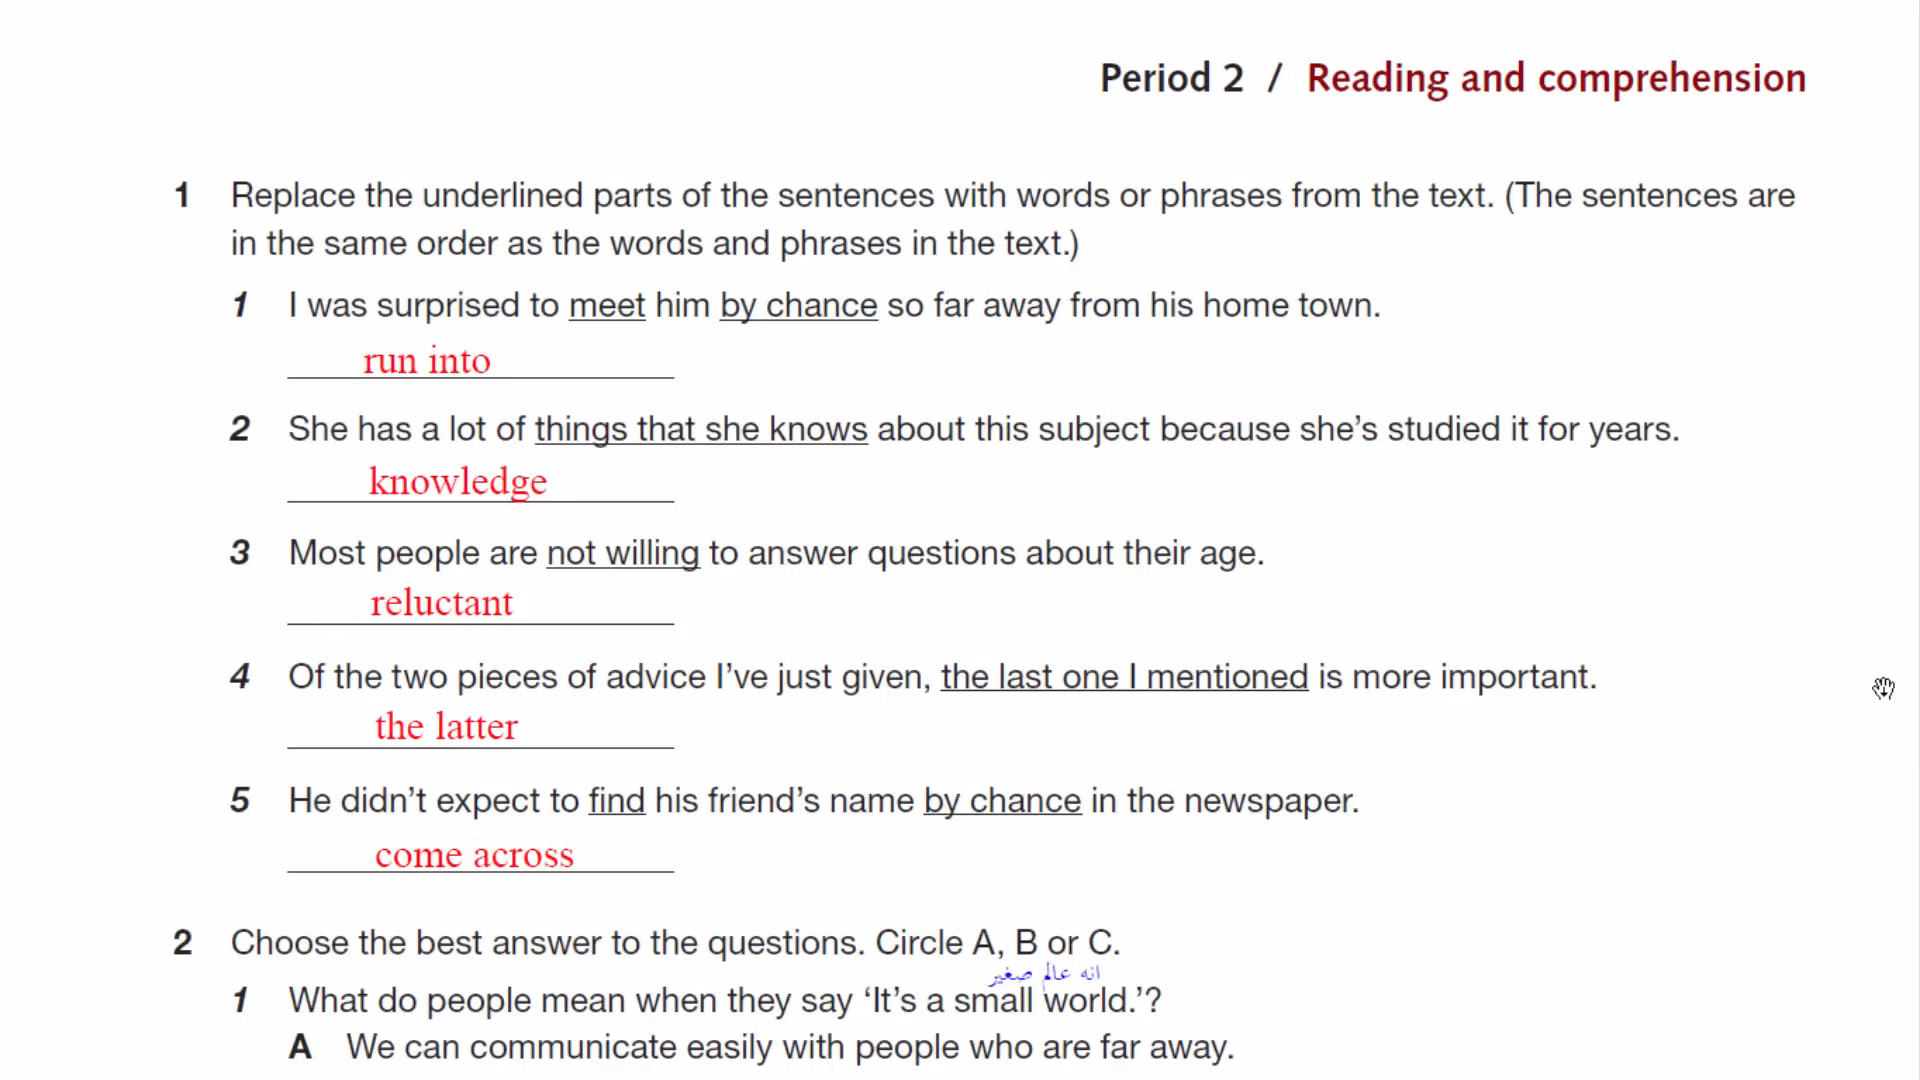 Period 2 / Reading and comprehension
1 Replace the underlined parts of the sentences with words or phrases from the text. (The sentences are
in the same order as the words and phrases in the text.)
1 I was surprised to meet him by chance so far away from his home town.
run into
2 She has a lot of things that she knows about this subject because she’s studied it for years.
knowledge
3 Most people are not willing to answer questions about their age.
reluctant
4 Of the two pieces of advice I’ve just given, the last one I mentioned is more important.
the latter
5 He didn’t expect to find his friend’s name by chance in the newspaper.
come across
2 Choose the best answer to the questions. Circle A, B or C.
انه عالم صغير
1 What do people mean when they say ‘It’s a small world.’?
A We can communicate easily with people who are far away.